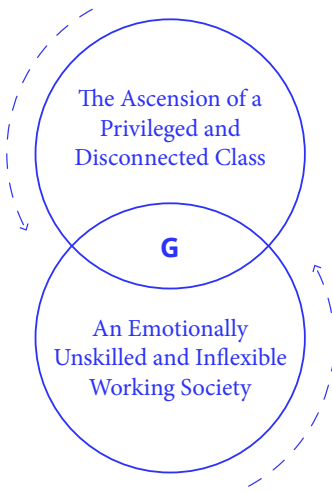 The Ascension of a
Privileged and
Disconnected Class
G
An Emotionally
Unskilled and Inflexible
Working Society